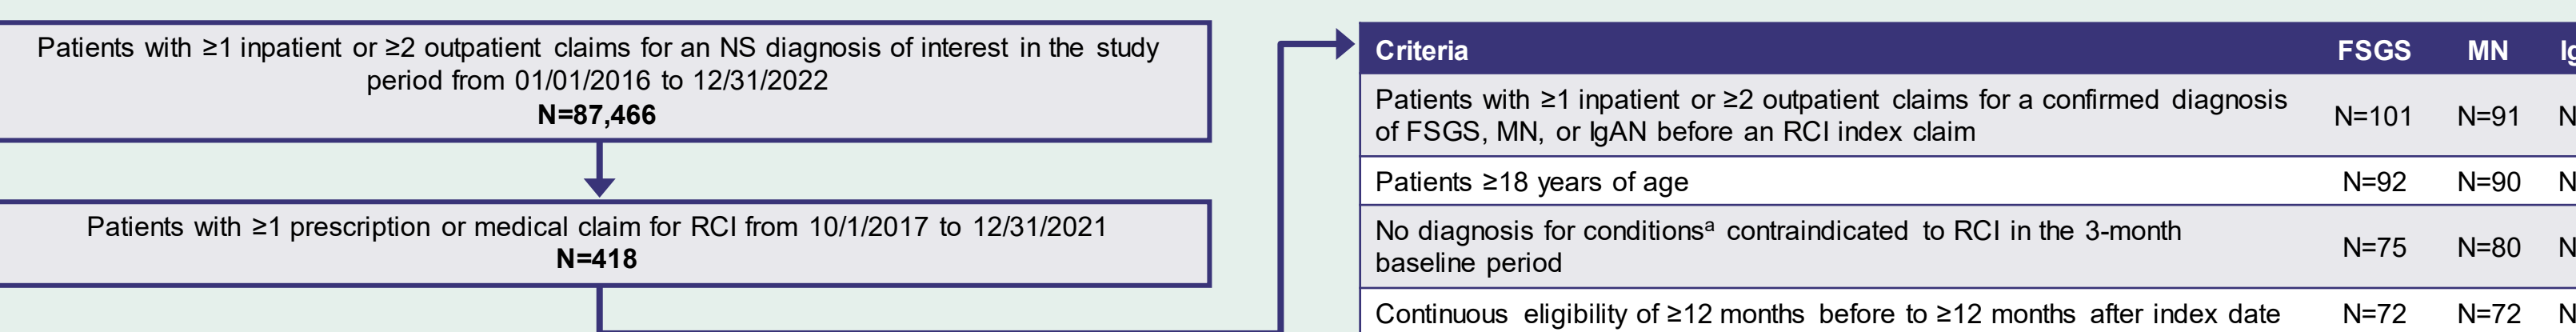 Patients with ≥1 inpatient or ≥2 outpatient claims for an NS diagnosis of interest in the study
period from 01/01/2016 to 12/31/2022
N=87,466
Patients with ≥1 prescription or medical claim for RCI from 10/1/2017 to 12/31/2021
N=418
Criteria FSGS MN
Patients with ≥1 inpatient or ≥2 outpatient claims for a confirmed diagnosis
of FSGS, MN, or IgAN before an RCI index claim
N=101 N=91
Patients ≥18 years of age N=92 N=90
No diagnosis for conditionsᵃ contraindicated to RCI in the 3-month
baseline period
N=75 N=80
Continuous eligibility of ≥12 months before to ≥12 months after index date N=72 N=72